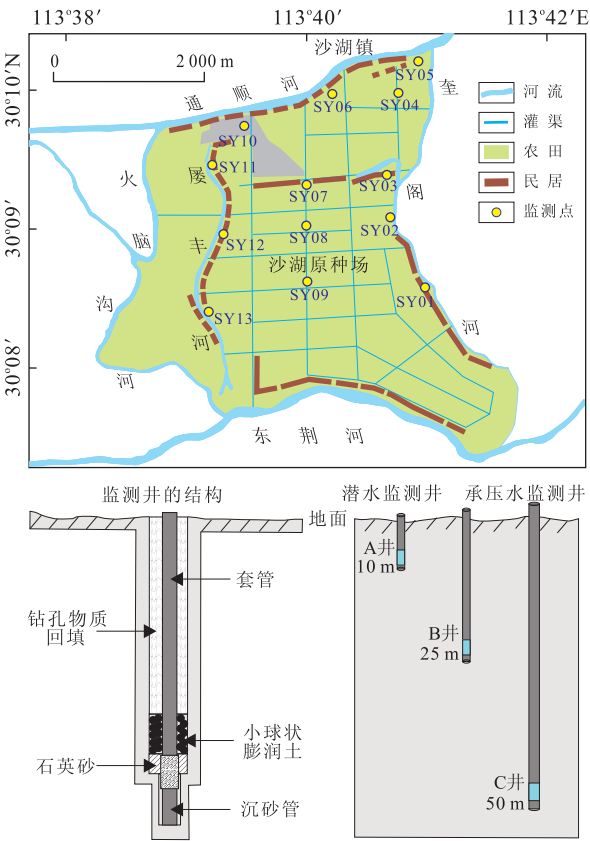 113°38′ 113°40′ 113°42′E
30°10′N
30°09′
30°08′
0 2 000 m
沙湖镇
通顺河
奎阁河
火脑沟河
屡丰河
东荆河
沙湖原种场
SY05
SY04
SY06
SY10
SY11
SY03
SY07
SY02
SY08
SY12
SY09
SY01
SY13
河流
灌渠
农田
民居
监测点
监测井的结构
地面
套管
钻孔物质
回填
小球状
膨润土
石英砂
沉砂管
潜水监测井 承压水监测井
A井
10 m
B井
25 m
C井
50 m